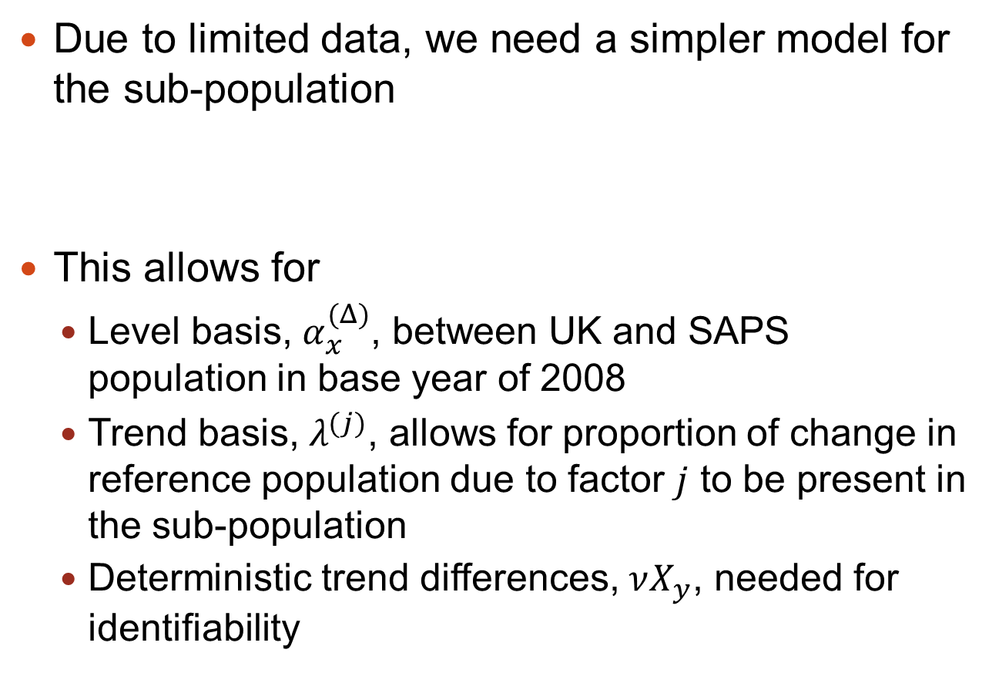 • Due to limited data, we need a simpler model for
the sub-population
• This allows for
• Level basis, $\alpha_x^{(\Delta)}$, between UK and SAPS
population in base year of 2008
• Trend basis, $\lambda^{(j)}$, allows for proportion of change in
reference population due to factor $j$ to be present in
the sub-population
• Deterministic trend differences, $\nu X_y$, needed for
identifiability